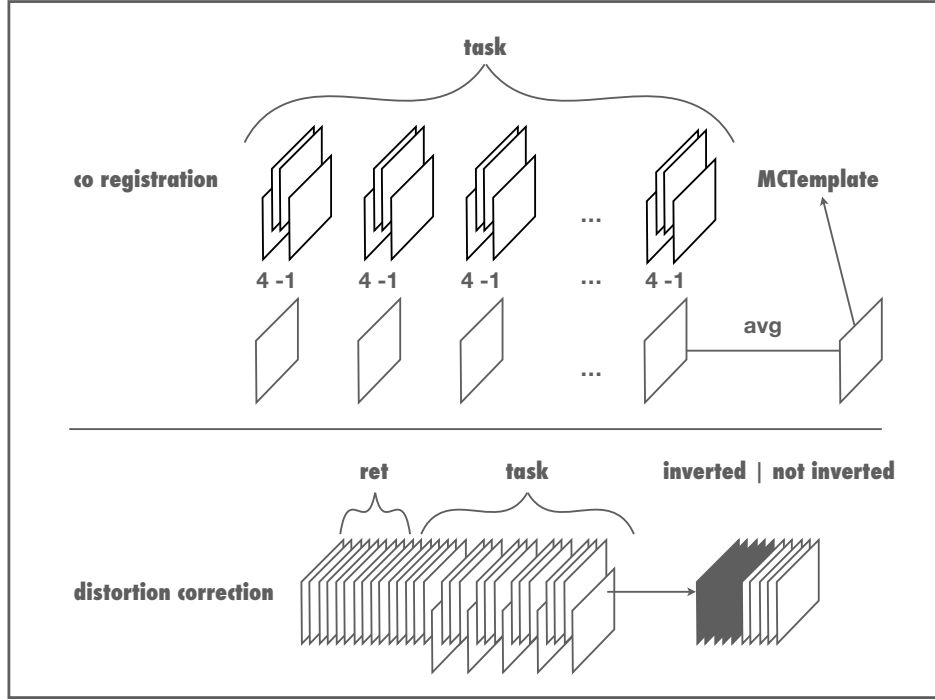 task
co registration
MCTemplate
...
4 -1 4 -1 4 -1 ... 4 -1
avg
...
ret task inverted | not inverted
distortion correction